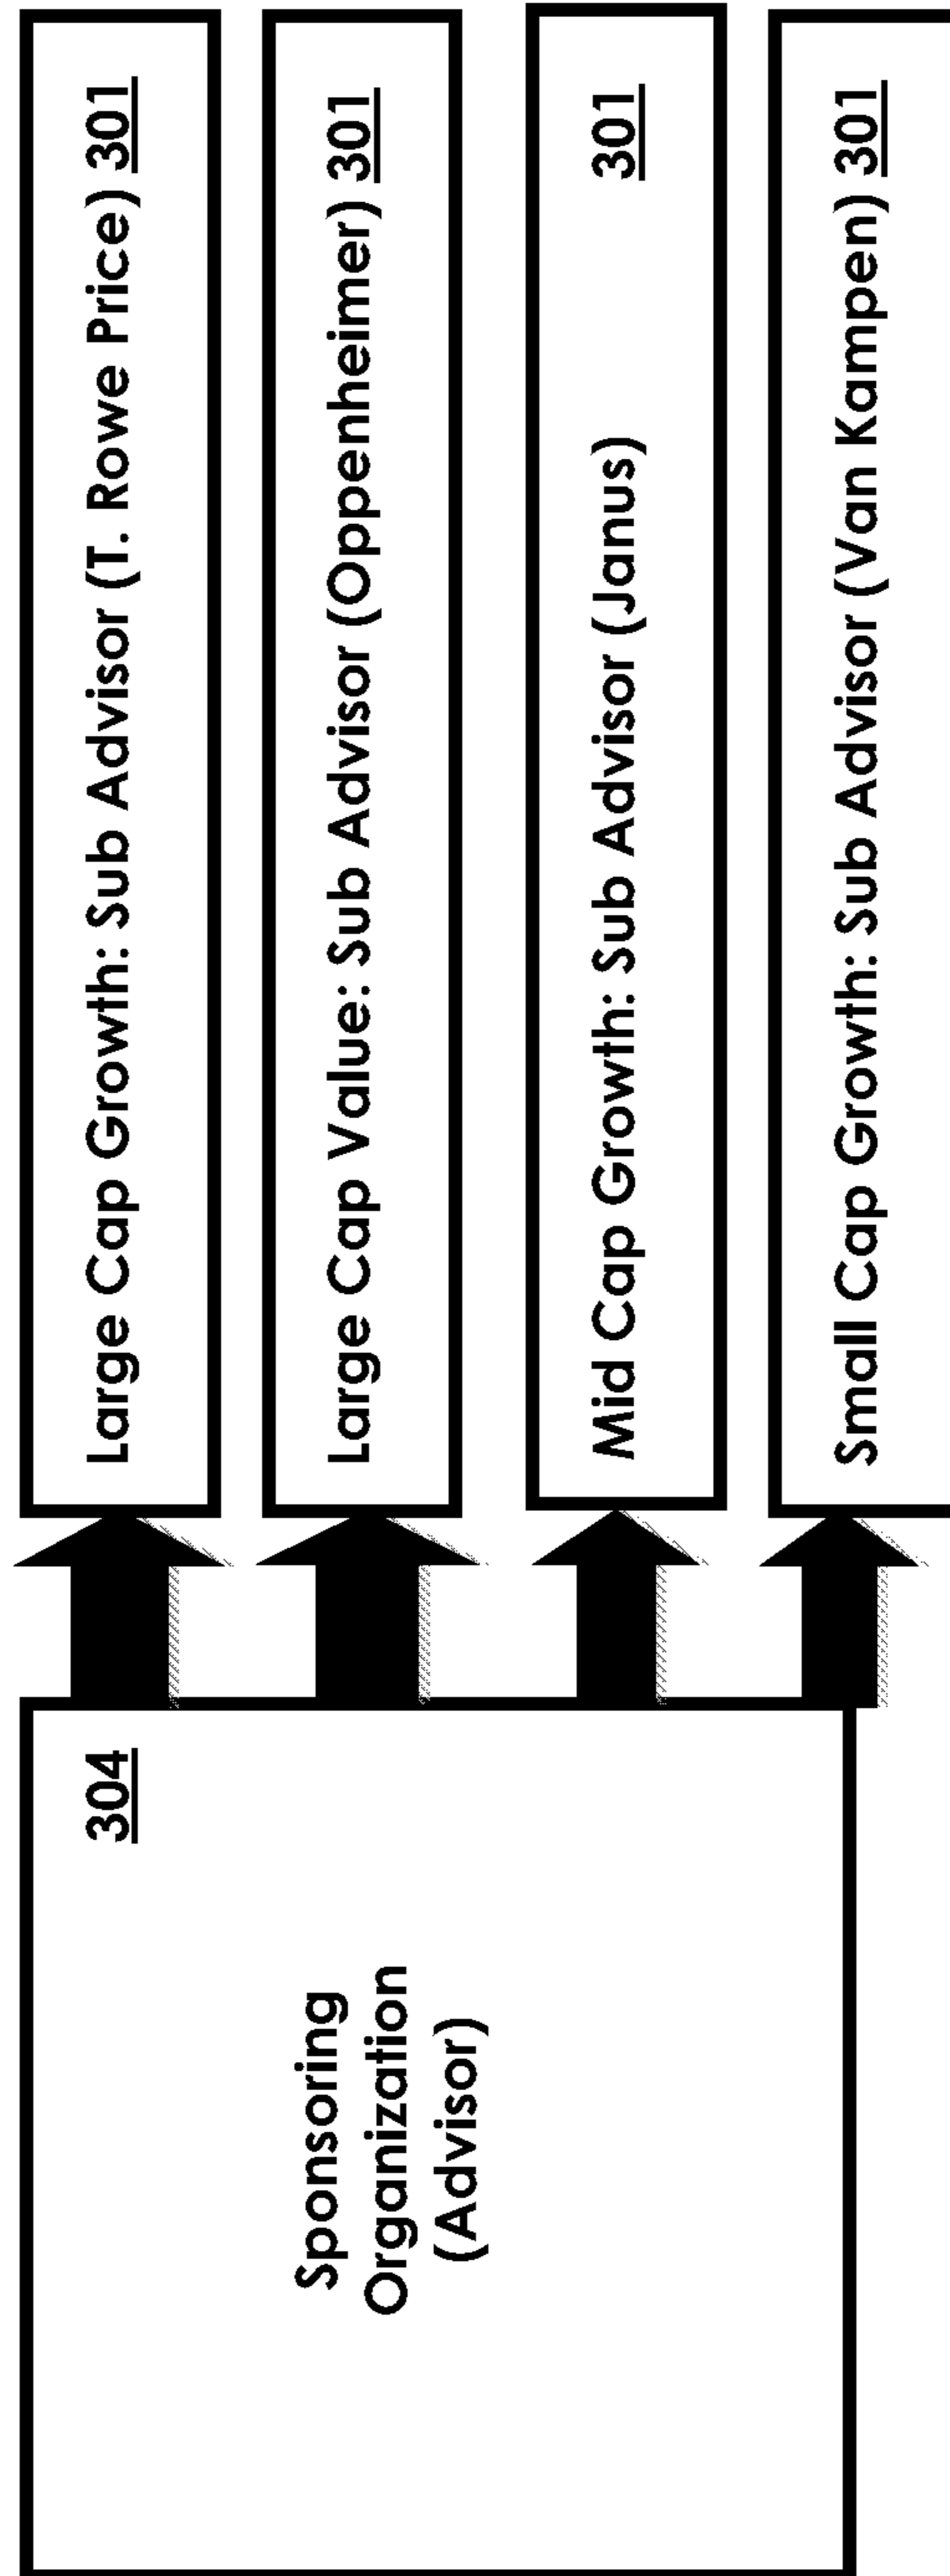 304
Sponsoring
Organization
(Advisor)
Large Cap Growth: Sub Advisor (T. Rowe Price) 301
Large Cap Value: Sub Advisor (Oppenheimer) 301
Mid Cap Growth: Sub Advisor (Janus) 301
Small Cap Growth: Sub Advisor (Van Kampen) 301